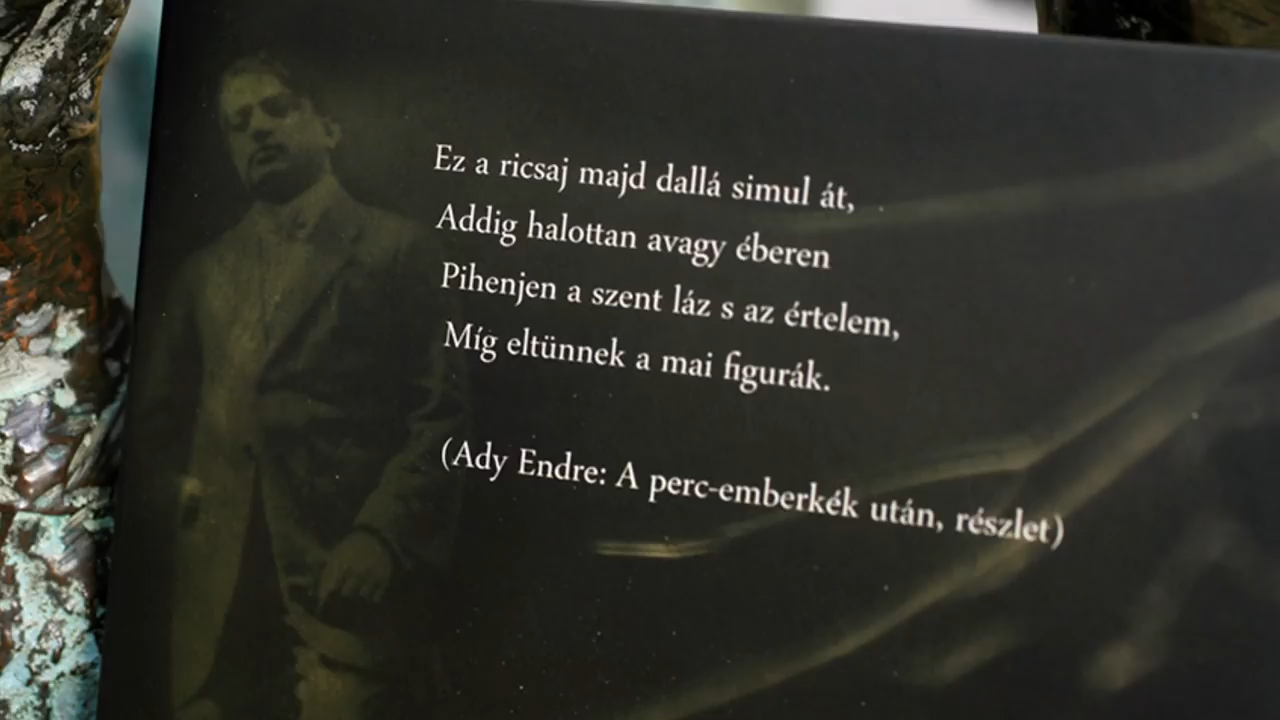 Ez a ricsaj majd dallá simul át,
Addig halottan avagy éberen
Pihenjen a szent láz s az értelem,
Míg eltünnek a mai figurák.
(Ady Endre: A perc-emberkék után, részlet)